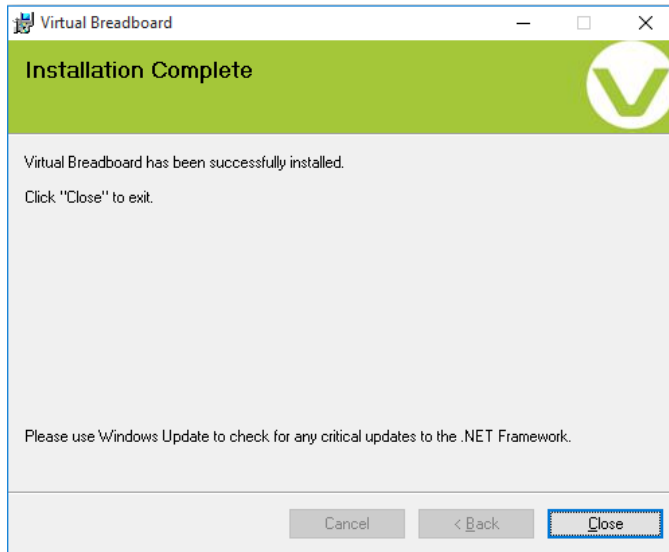 Virtual Breadboard
Installation Complete
Virtual Breadboard has been successfully installed.
Click "Close" to exit.
Please use Windows Update to check for any critical updates to the .NET Framework.
Cancel
< Back
Close